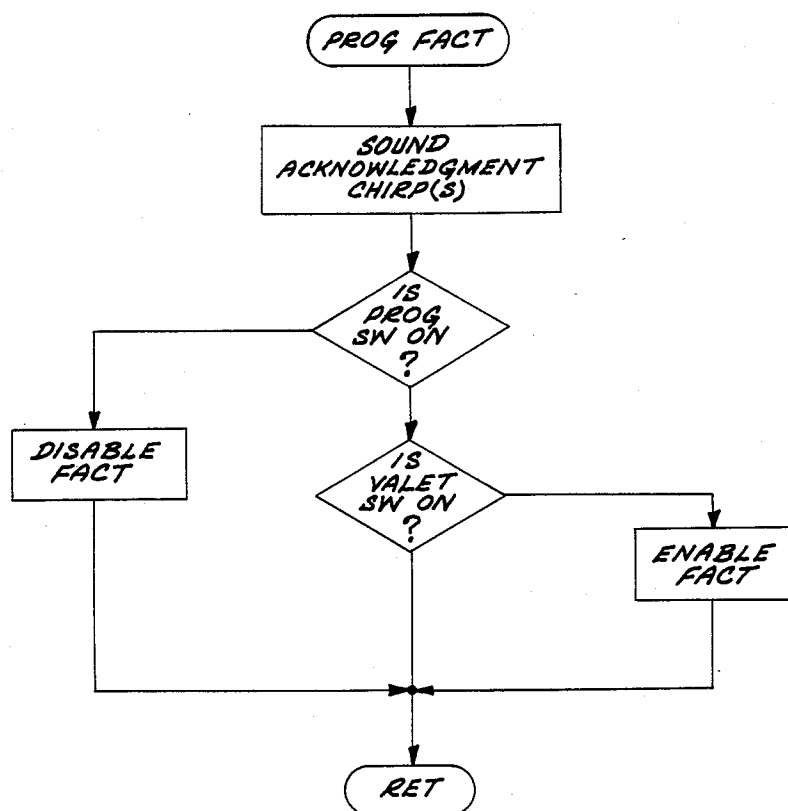 PROG FACT
SOUND
ACKNOWLEDGMENT
CHIRP(S)
IS
PROG
SW ON
?
DISABLE
FACT
IS
VALET
SW ON
?
ENABLE
FACT
RET